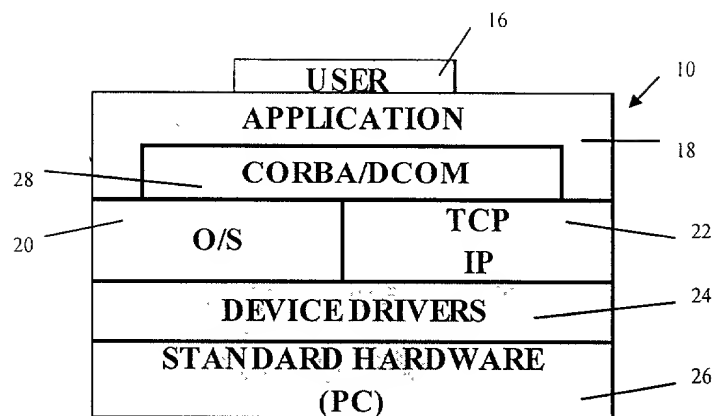 16
USER
10
APPLICATION
18
28
CORBA/DCOM
20
O/S
TCP
IP
22
DEVICE DRIVERS
24
STANDARD HARDWARE
(PC)
26